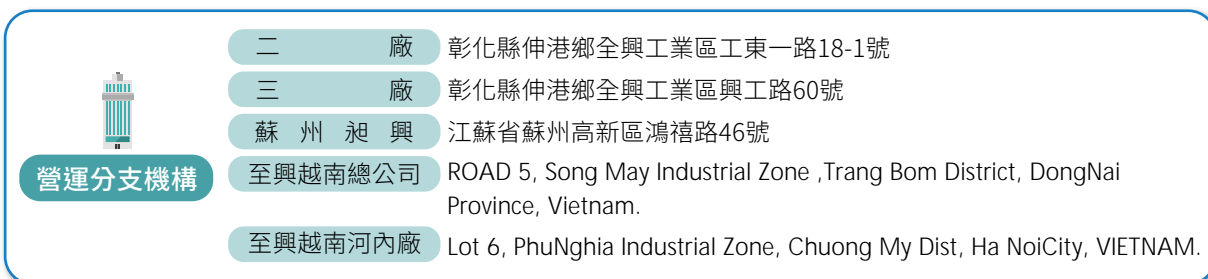 二廠 彰化縣伸港鄉全興工業區工東一路18-1號
三廠 彰化縣伸港鄉全興工業區興工路60號
蘇州昶興 江蘇省蘇州高新區鴻禧路46號
營運分支機構
至興越南總公司 ROAD 5, Song May Industrial Zone ,Trang Bom District, DongNai
Province, Vietnam.
至興越南河內廠 Lot 6, PhuNghia Industrial Zone, Chuong My Dist, Ha NoiCity, VIETNAM.